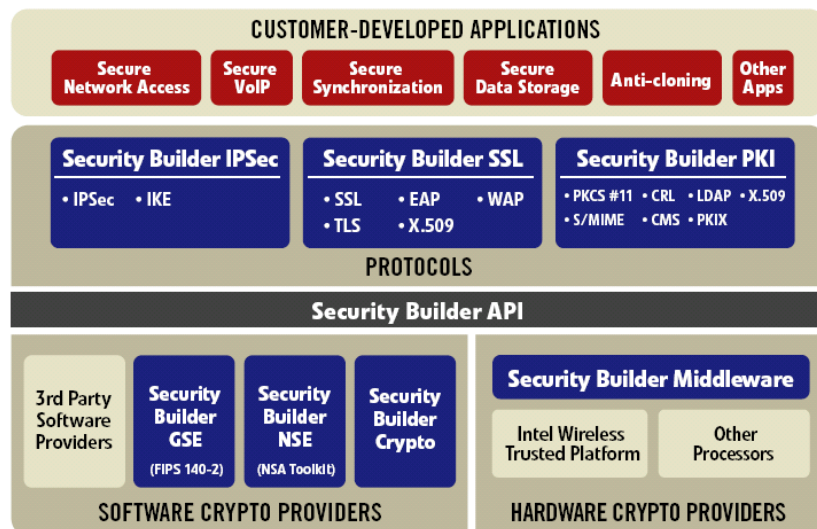 CUSTOMER-DEVELOPED APPLICATIONS
Secure
Network Access
Secure
VoIP
Secure
Synchronization
Secure
Data Storage
Anti-cloning
Other
Apps
Security Builder IPSec
• IPSec • IKE
Security Builder SSL
• SSL • EAP • WAP
• TLS • X.509
Security Builder PKI
• PKCS #11 • CRL • LDAP • X.509
• S/MIME • CMS • PKIX
PROTOCOLS
Security Builder API
3rd Party
Software
Providers
Security
Builder
GSE
(FIPS 140-2)
Security
Builder
NSE
(NSA Toolkit)
Security
Builder
Crypto
SOFTWARE CRYPTO PROVIDERS
Security Builder Middleware
Intel Wireless
Trusted Platform
Other
Processors
HARDWARE CRYPTO PROVIDERS